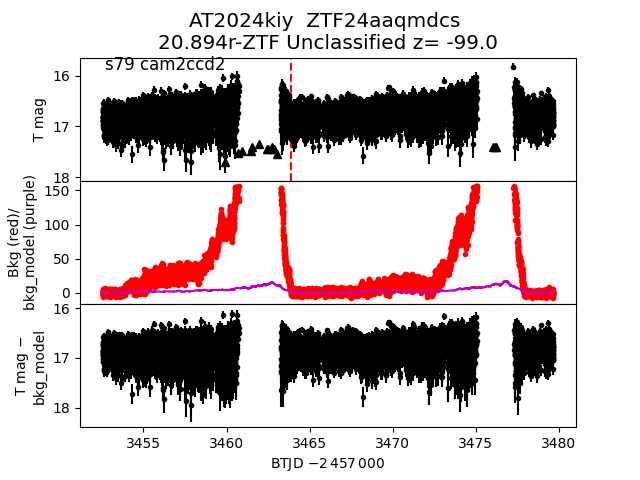 AT2024kiy  ZTF24aaqmdcs
20.894r-ZTF Unclassified z= -99.0
s79 cam2ccd2
16
17
18
T mag
150
100
50
0
Bkg (red)/
bkg_model (purple)
16
17
18
T mag −
bkg_model
3455 3460 3465 3470 3475 3480
BTJD −2 457 000